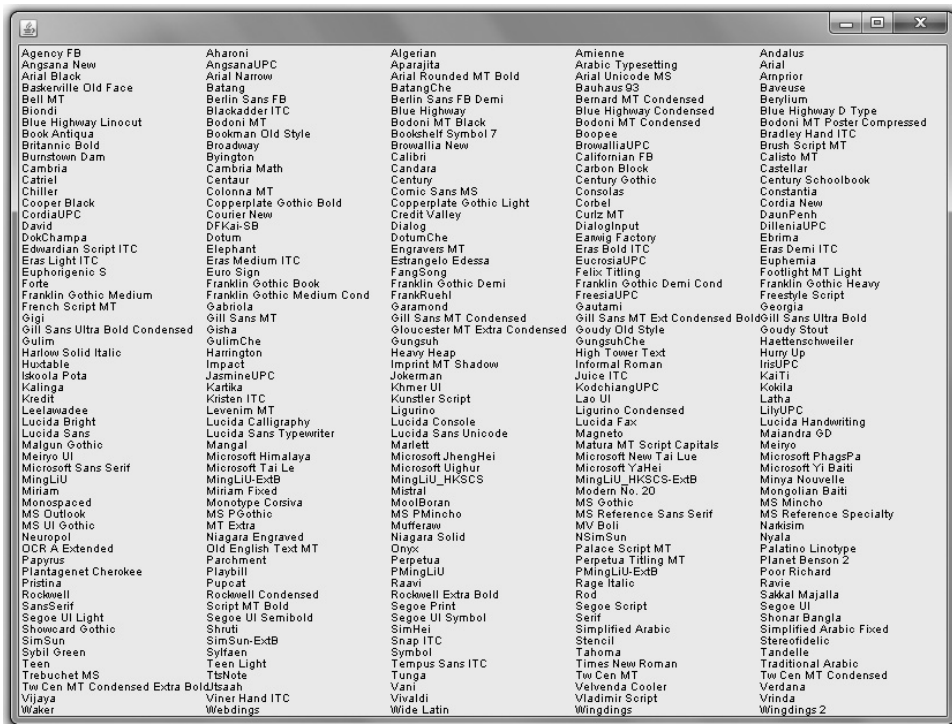 Agency FB Aharoni Algerian Amienne Andalus
Angsana New AngsanaUPC Aparajita Arabic Typesetting Arial
Arial Black Arial Narrow Arial Rounded MT Bold Arial Unicode MS Arnprior
Baskerville Old Face Batang BatangChe Bauhaus 93 Baveuse
Bell MT Berlin Sans FB Berlin Sans FB Demi Bernard MT Condensed Berylium
Biondi Blackadder ITC Blue Highway Blue Highway Condensed Blue Highway D Type
Blue Highway Linocut Bodoni MT Bodoni MT Black Bodoni MT Condensed Bodoni MT Poster Compressed
Book Antiqua Bookman Old Style Bookshelf Symbol 7 Boopee Bradley Hand ITC
Britannic Bold Broadway Browallia New BrowalliaUPC Brush Script MT
Burnstown Dam Byington Calibri Californian FB Calisto MT
Cambria Cambria Math Candara Carbon Block Castellar
Catriel Centaur Century Century Gothic Century Schoolbook
Chiller Colonna MT Comic Sans MS Consolas Constantia
Cooper Black Copperplate Gothic Bold Copperplate Gothic Light Corbel Cordia New
CordiaUPC Courier New Credit Valley Curlz MT DaunPenh
David DFKai-SB Dialog DialogInput DilleniaUPC
DokChampa Dotum DotumChe Earwig Factory Ebrima
Edwardian Script ITC Elephant Engravers MT Eras Bold ITC Eras Demi ITC
Eras Light ITC Eras Medium ITC Estrangelo Edessa EucrosiaUPC Euphemia
Euphorigenic S Euro Sign FangSong Felix Titling Footlight MT Light
Forte Franklin Gothic Book Franklin Gothic Demi Franklin Gothic Demi Cond Franklin Gothic Heavy
Franklin Gothic Medium Franklin Gothic Medium Cond FrankRuehl FreesiaUPC Freestyle Script
French Script MT Gabriola Garamond Gautami Georgia
Gigi Gill Sans MT Gill Sans MT Condensed Gill Sans MT Ext Condensed Bold Gill Sans Ultra Bold
Gill Sans Ultra Bold Condensed Gisha Gloucester MT Extra Condensed Goudy Old Style Goudy Stout
Gulim GulimChe Gungsuh GungsuhChe Haettenschweiler
Harlow Solid Italic Harrington Heavy Heap High Tower Text Hurry Up
Huxtable Impact Imprint MT Shadow Informal Roman IrisUPC
Iskoola Pota JasmineUPC Jokerman Juice ITC KaiTi
Kalinga Kartika Khmer UI KodchiangUPC Kokila
Kredit Kristen ITC Kunstler Script Lao UI Latha
Leelawadee Levenim MT Ligurino Ligurino Condensed LilyUPC
Lucida Bright Lucida Calligraphy Lucida Console Lucida Fax Lucida Handwriting
Lucida Sans Lucida Sans Typewriter Lucida Sans Unicode Magneto Maiandra GD
Malgun Gothic Mangal Marlett Matura MT Script Capitals Meiryo
Meiryo UI Microsoft Himalaya Microsoft JhengHei Microsoft New Tai Lue Microsoft PhagsPa
Microsoft Sans Serif Microsoft Tai Le Microsoft Uighur Microsoft YaHei Microsoft Yi Baiti
MingLiU MingLiU-ExtB MingLiU_HKSCS MingLiU_HKSCS-ExtB Minya Nouvelle
Miriam Miriam Fixed Mistral Modern No. 20 Mongolian Baiti
Monospaced Monotype Corsiva MoolBoran MS Gothic MS Mincho
MS Outlook MS PGothic MS PMincho MS Reference Sans Serif MS Reference Specialty
MS UI Gothic MT Extra Mufferaw MV Boli Narkisim
Neuropol Niagara Engraved Niagara Solid NSimSun Nyala
OCR A Extended Old English Text MT Onyx Palace Script MT Palatino Linotype
Papyrus Parchment Perpetua Perpetua Titling MT Planet Benson 2
Plantagenet Cherokee Playbill PMingLiU PMingLiU-ExtB Poor Richard
Pristina Pupcat Raavi Rage Italic Ravie
Rockwell Rockwell Condensed Rockwell Extra Bold Rod Sakkal Majalla
SansSerif Script MT Bold Segoe Print Segoe Script Segoe UI
Segoe UI Light Segoe UI Semibold Segoe UI Symbol Serif Shonar Bangla
Showcard Gothic Shruti SimHei Simplified Arabic Simplified Arabic Fixed
SimSun SimSun-ExtB Snap ITC Stencil Stereofidelic
Sybil Green Sylfaen Symbol Tahoma Tandelle
Teen Teen Light Tempus Sans ITC Times New Roman Traditional Arabic
Trebuchet MS TtsNote Tunga Tw Cen MT Tw Cen MT Condensed
Tw Cen MT Condensed Extra Bold Utsaah Vani Velvenda Cooler Verdana
Vijaya Viner Hand ITC Vivaldi Vladimir Script Vrinda
Waker Webdings Wide Latin Wingdings Wingdings 2